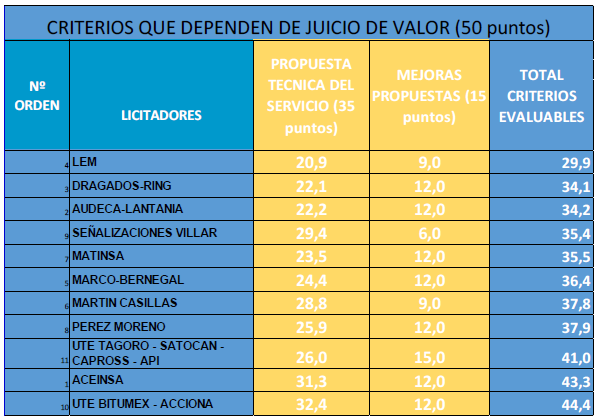 CRITERIOS QUE DEPENDEN DE JUICIO DE VALOR (50 puntos)
Nº ORDEN LICITADORES PROPUESTA TECNICA DEL SERVICIO (35 puntos) MEJORAS PROPUESTAS (15 puntos) TOTAL CRITERIOS EVALUABLES
4 LEM 20,9 9,0 29,9
3 DRAGADOS-RING 22,1 12,0 34,1
2 AUDECA-LANTANIA 22,2 12,0 34,2
9 SEÑALIZACIONES VILLAR 29,4 6,0 35,4
7 MATINSA 23,5 12,0 35,5
5 MARCO-BERNEGAL 24,4 12,0 36,4
6 MARTIN CASILLAS 28,8 9,0 37,8
8 PEREZ MORENO 25,9 12,0 37,9
11 UTE TAGORO - SATOCAN - CAPROSS - API 26,0 15,0 41,0
1 ACEINSA 31,3 12,0 43,3
10 UTE BITUMEX - ACCIONA 32,4 12,0 44,4